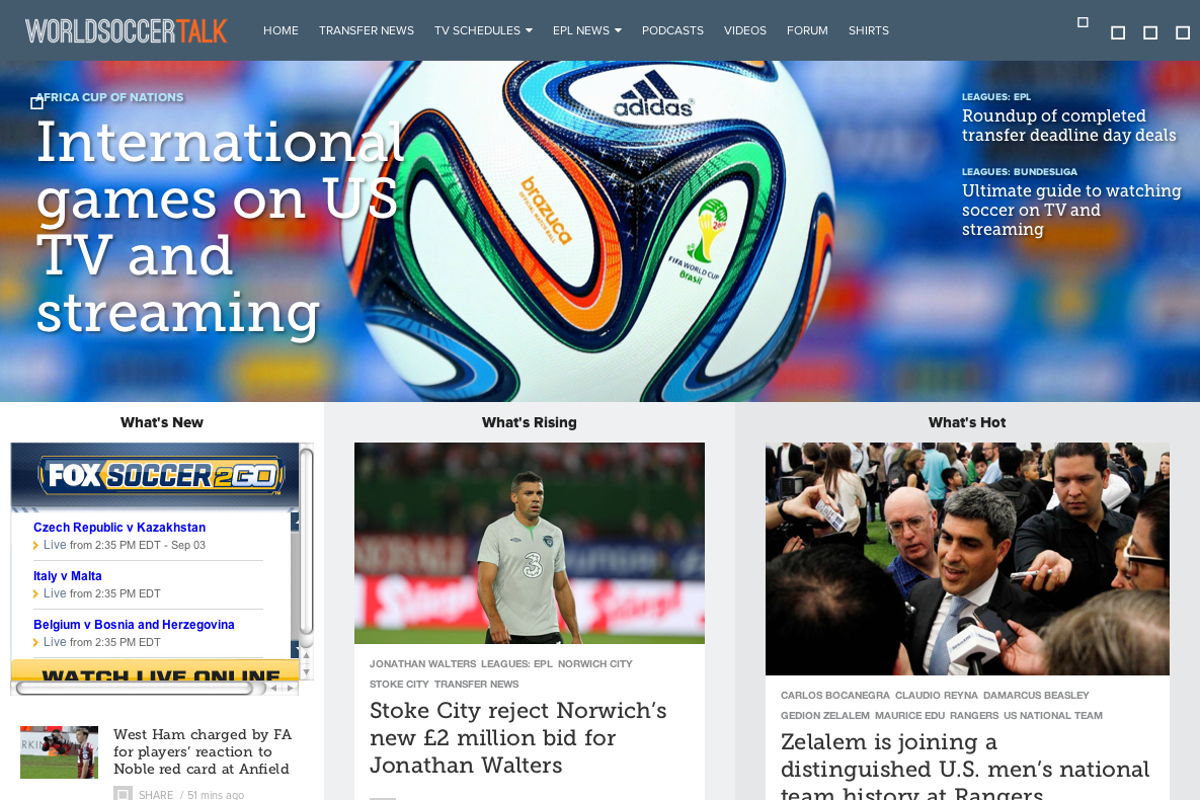 WORLDSOCCERTALK
HOME TRANSFER NEWS TV SCHEDULES EPL NEWS PODCASTS VIDEOS FORUM SHIRTS
AFRICA CUP OF NATIONS
International
games on US
TV and
streaming
adidas
brazuca
FIFA WORLD CUP
Brasil
LEAGUES: EPL
Roundup of completed
transfer deadline day deals
LEAGUES: BUNDESLIGA
Ultimate guide to watching
soccer on TV and
streaming
What's New
FOX SOCCER 2GO
Czech Republic v Kazakhstan
Live from 2:35 PM EDT - Sep 03
Italy v Malta
Live from 2:35 PM EDT
Belgium v Bosnia and Herzegovina
Live from 2:35 PM EDT
WATCH LIVE ONLINE
West Ham charged by FA
for players’ reaction to
Noble red card at Anfield
SHARE / 51 mins ago
What's Rising
3
JONATHAN WALTERS LEAGUES: EPL NORWICH CITY
STOKE CITY TRANSFER NEWS
Stoke City reject Norwich’s
new £2 million bid for
Jonathan Walters
What's Hot
CARLOS BOCANEGRA CLAUDIO REYNA DAMARCUS BEASLEY
GEDION ZELALEM MAURICE EDU RANGERS US NATIONAL TEAM
Zelalem is joining a
distinguished U.S. men’s national
team history at Rangers